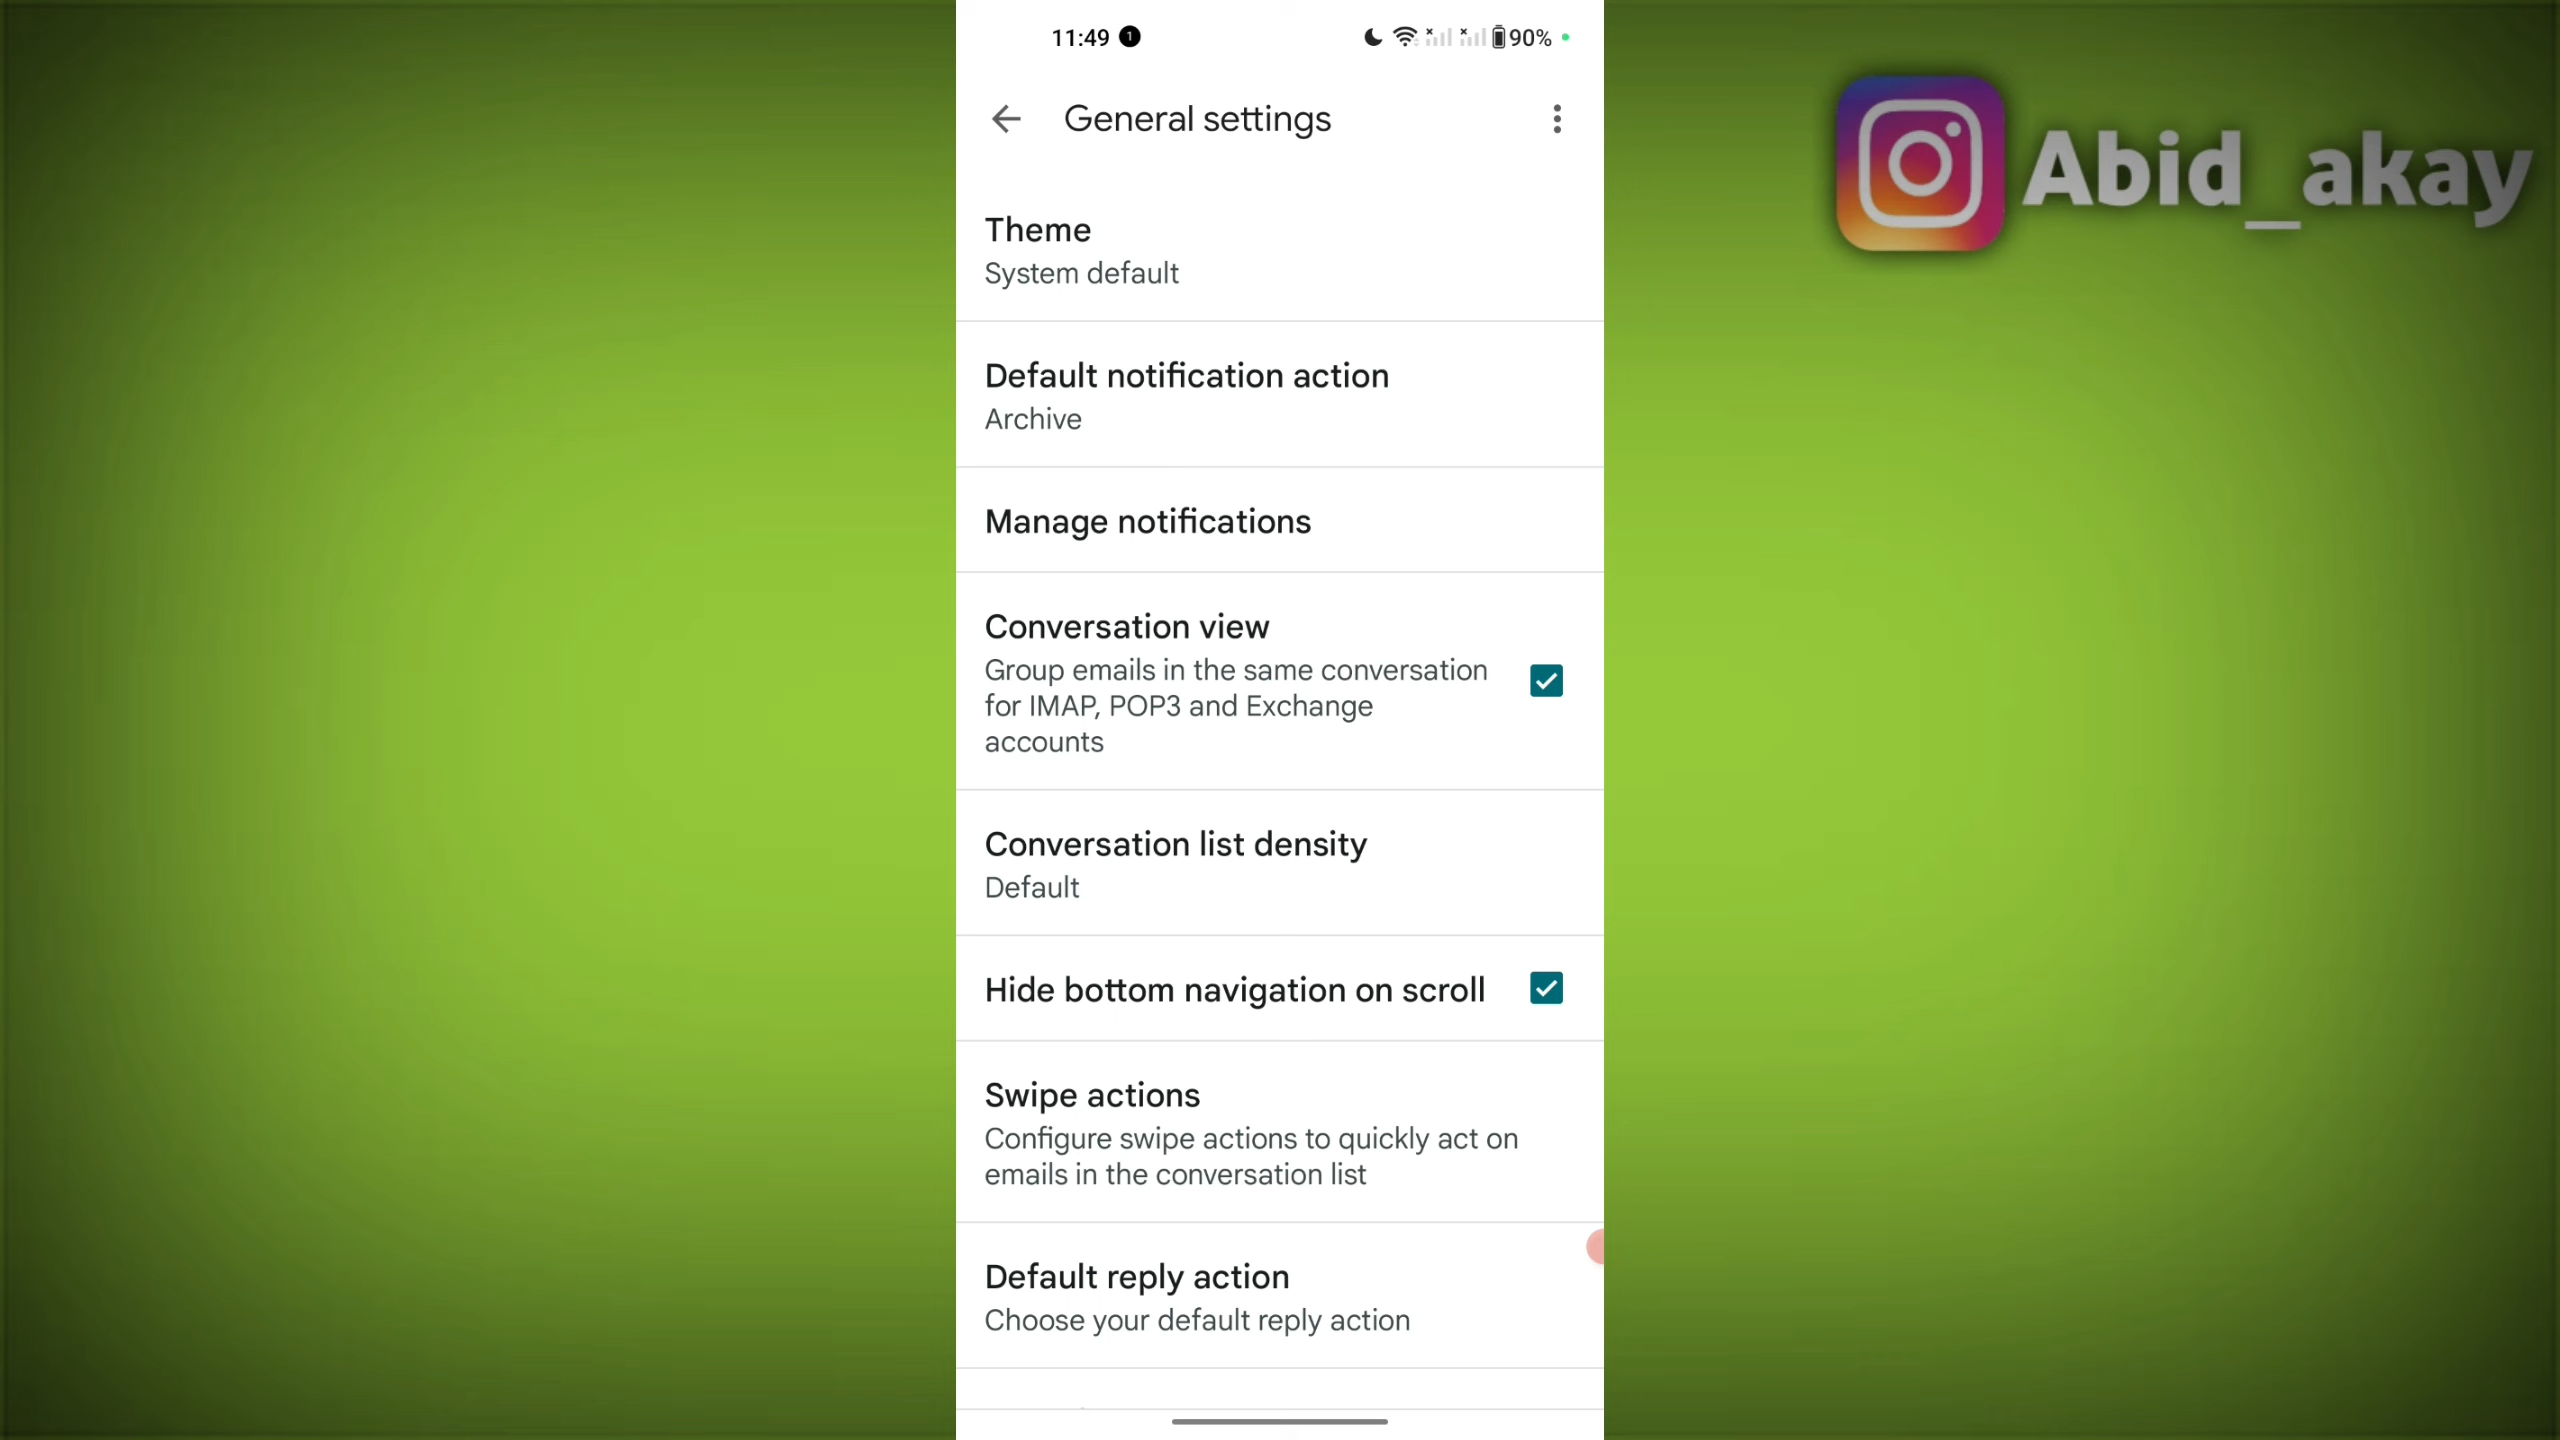 11:49 1
90%
General settings
Abid_akay
Theme
System default
Default notification action
Archive
Manage notifications
Conversation view
Group emails in the same conversation
for IMAP, POP3 and Exchange
accounts
Conversation list density
Default
Hide bottom navigation on scroll
Swipe actions
Configure swipe actions to quickly act on
emails in the conversation list
Default reply action
Choose your default reply action